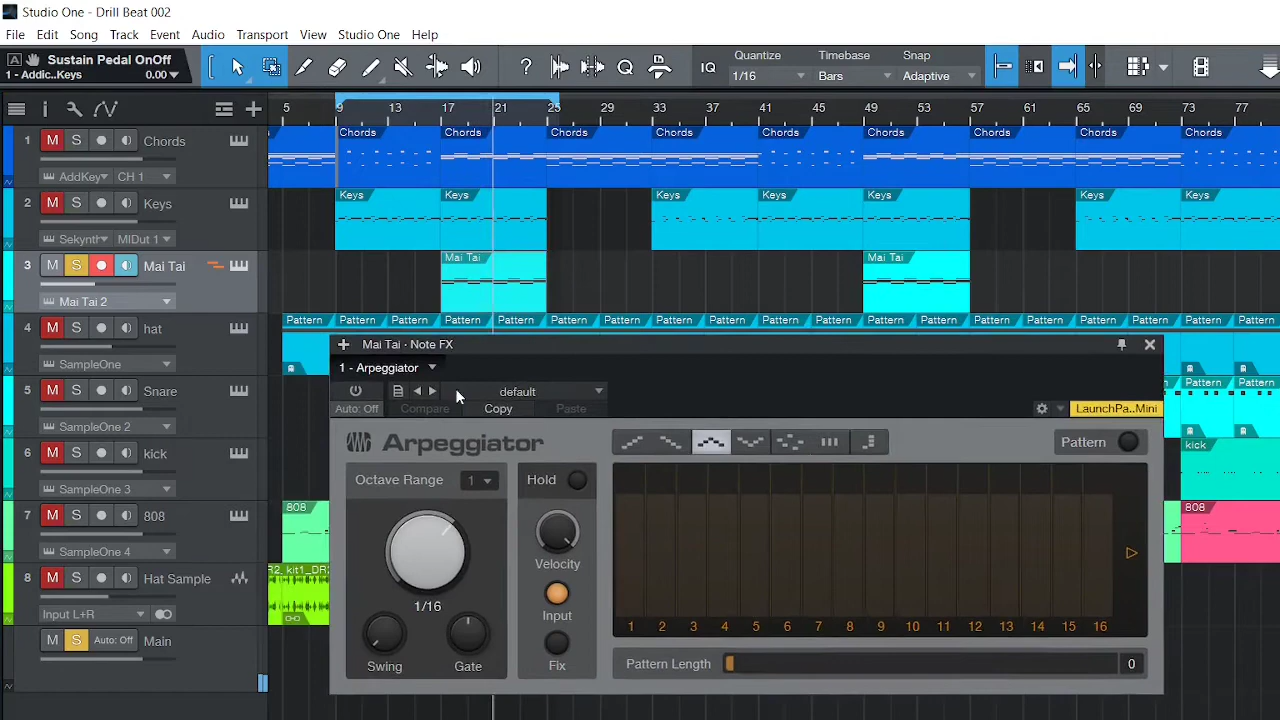 Studio One - Drill Beat 002
File Edit Song Track Event Audio Transport View Studio One Help
A Sustain Pedal OnOff
1 - Addic..Keys 0.00
? Q IQ
Quantize Timebase Snap
1/16 Bars Adaptive
5 9 13 17 21 25 29 33 37 41 45 49 53 57 61 65 69 73 77
1 M S Chords
AddKey CH 1
Chords Chords Chords Chords Chords Chords Chords Chords
2 M S Keys
Sekynth MIDut 1
Keys Keys Keys Keys Keys Keys Keys
3 M S Mai Tai
Mai Tai 2
Mai Tai Mai Tai
4 M S hat
SampleOne
Pattern Pattern Pattern Pattern Pattern Pattern Pattern Pattern Pattern Pattern Pattern Pattern Pattern Pattern Pattern Pattern Pattern Pattern Pattern
5 M S Snare
SampleOne 2
Pattern Pattern
6 M S kick
SampleOne 3
kick
7 M S 808
SampleOne 4
808 808
8 M S Hat Sample
Input L+R
R2_kit1_DR
M S Auto: Off Main
Mai Tai · Note FX
1 - Arpeggiator
default
Auto: Off Compare Copy Paste
LaunchPa..Mini
Arpeggiator
Pattern
Octave Range 1
Hold
Velocity
1/16
Input
Swing Gate Fix
1 2 3 4 5 6 7 8 9 10 11 12 13 14 15 16
Pattern Length 0